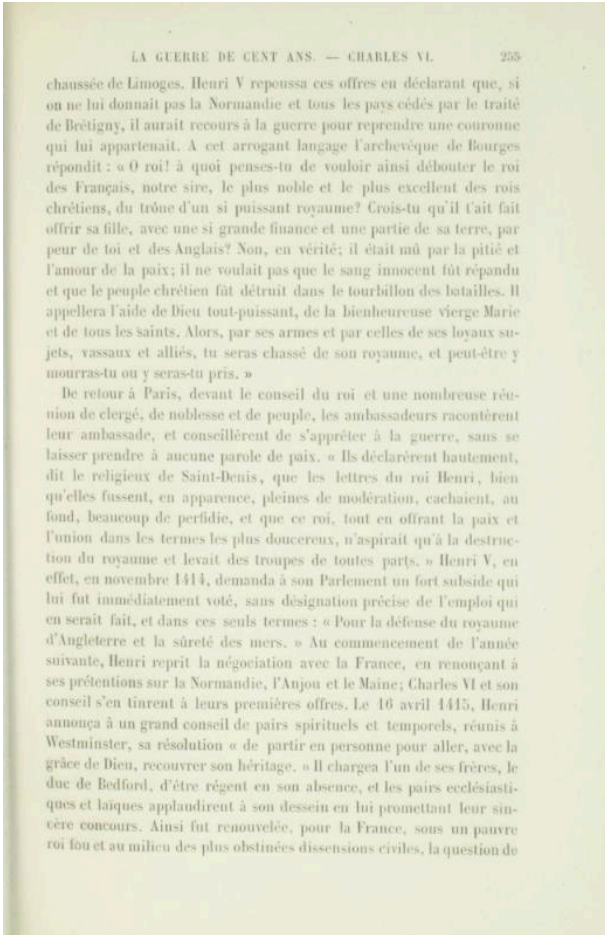 LA GUERRE DE CENT ANS. — CHARLES VI. 255
chaussée de Limoges. Henri V repoussa ces offres en déclarant que, si
on ne lui donnait pas la Normandie et tous les pays cédés par le traité
de Brétigny, il aurait recours à la guerre pour reprendre une couronne
qui lui appartenait. A cet arrogant langage l'archevêque de Bourges
répondit : « O roi! à quoi penses-tu de vouloir ainsi débouter le roi
des Français, notre sire, le plus noble et le plus excellent des rois
chrétiens, du trône d'un si puissant royaume? Crois-tu qu'il t'ait fait
offrir sa fille, avec une si grande finance et une partie de sa terre, par
peur de toi et des Anglais? Non, en vérité; il était mû par la pitié et
l'amour de la paix; il ne voulait pas que le sang innocent fût répandu
et que le peuple chrétien fût détruit dans le tourbillon des batailles. Il
appellera l'aide de Dieu tout-puissant, de la bienheureuse vierge Marie
et de tous les saints. Alors, par ses armes et par celles de ses loyaux su-
jets, vassaux et alliés, tu seras chassé de son royaume, et peut-être y
mourras-tu ou y seras-tu pris. »
De retour à Paris, devant le conseil du roi et une nombreuse réu-
nion de clergé, de noblesse et de peuple, les ambassadeurs racontèrent
leur ambassade, et conseillèrent de s'apprêter à la guerre, sans se
laisser prendre à aucune parole de paix. « Ils déclarèrent hautement,
dit le religieux de Saint-Denis, que les lettres du roi Henri, bien
qu'elles fussent, en apparence, pleines de modération, cachaient, au
fond, beaucoup de perfidie, et que ce roi, tout en offrant la paix et
l'union dans les termes les plus doucereux, n'aspirait qu'à la destruc-
tion du royaume et levait des troupes de toutes parts. » Henri V, en
effet, en novembre 1414, demanda à son Parlement un fort subside qui
lui fut immédiatement voté, sans désignation précise de l'emploi qui
en serait fait, et dans ces seuls termes : « Pour la défense du royaume
d'Angleterre et la sûreté des mers. » Au commencement de l'année
suivante, Henri reprit la négociation avec la France, en renonçant à
ses prétentions sur la Normandie, l'Anjou et le Maine; Charles VI et son
conseil s'en tinrent à leurs premières offres. Le 16 avril 1415, Henri
annonça à un grand conseil de pairs spirituels et temporels, réunis à
Westminster, sa résolution « de partir en personne pour aller, avec la
grâce de Dieu, recouvrer son héritage. » Il chargea l'un de ses frères, le
duc de Bedford, d'être régent en son absence, et les pairs ecclésiasti-
ques et laïques applaudirent à son dessein en lui promettant leur sin-
cère concours. Ainsi fut renouvelée, pour la France, sous un pauvre
roi fou et au milieu des plus obstinées dissensions civiles, la question de